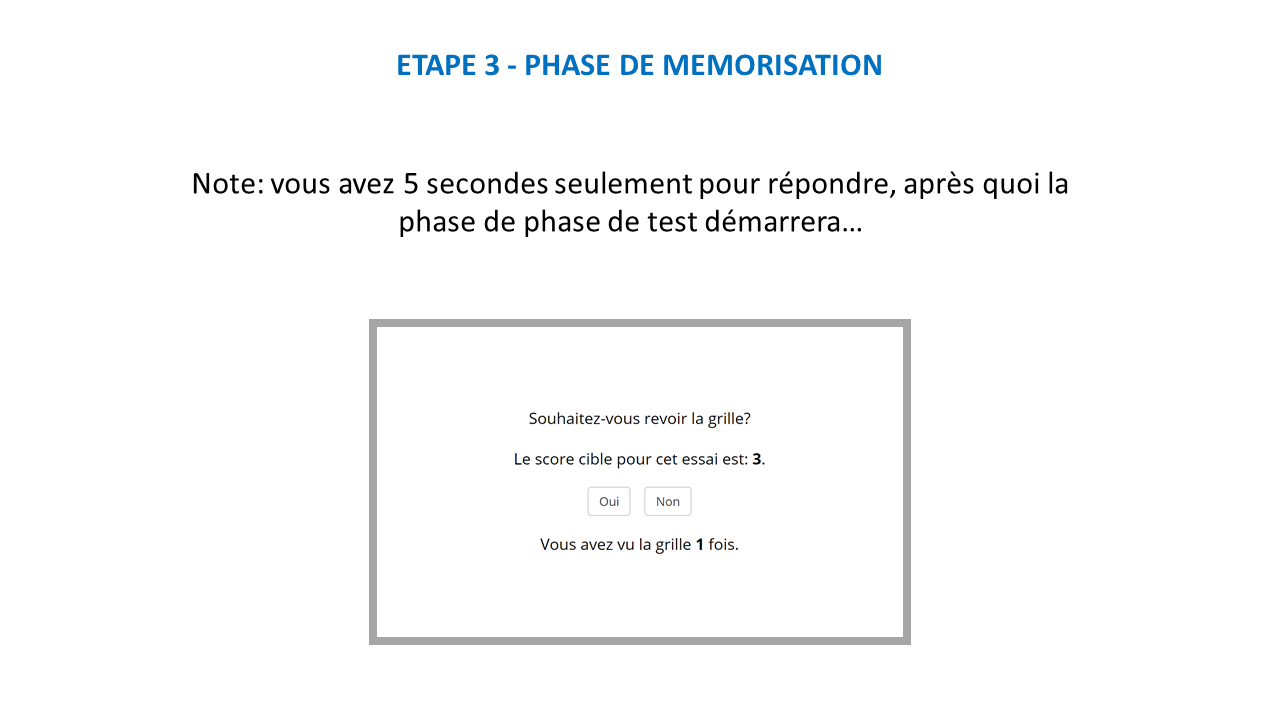 ETAPE 3 - PHASE DE MEMORISATION
Note: vous avez 5 secondes seulement pour répondre, après quoi la
phase de phase de test démarrera…
Souhaitez-vous revoir la grille?
Le score cible pour cet essai est: 3.
Oui Non
Vous avez vu la grille 1 fois.